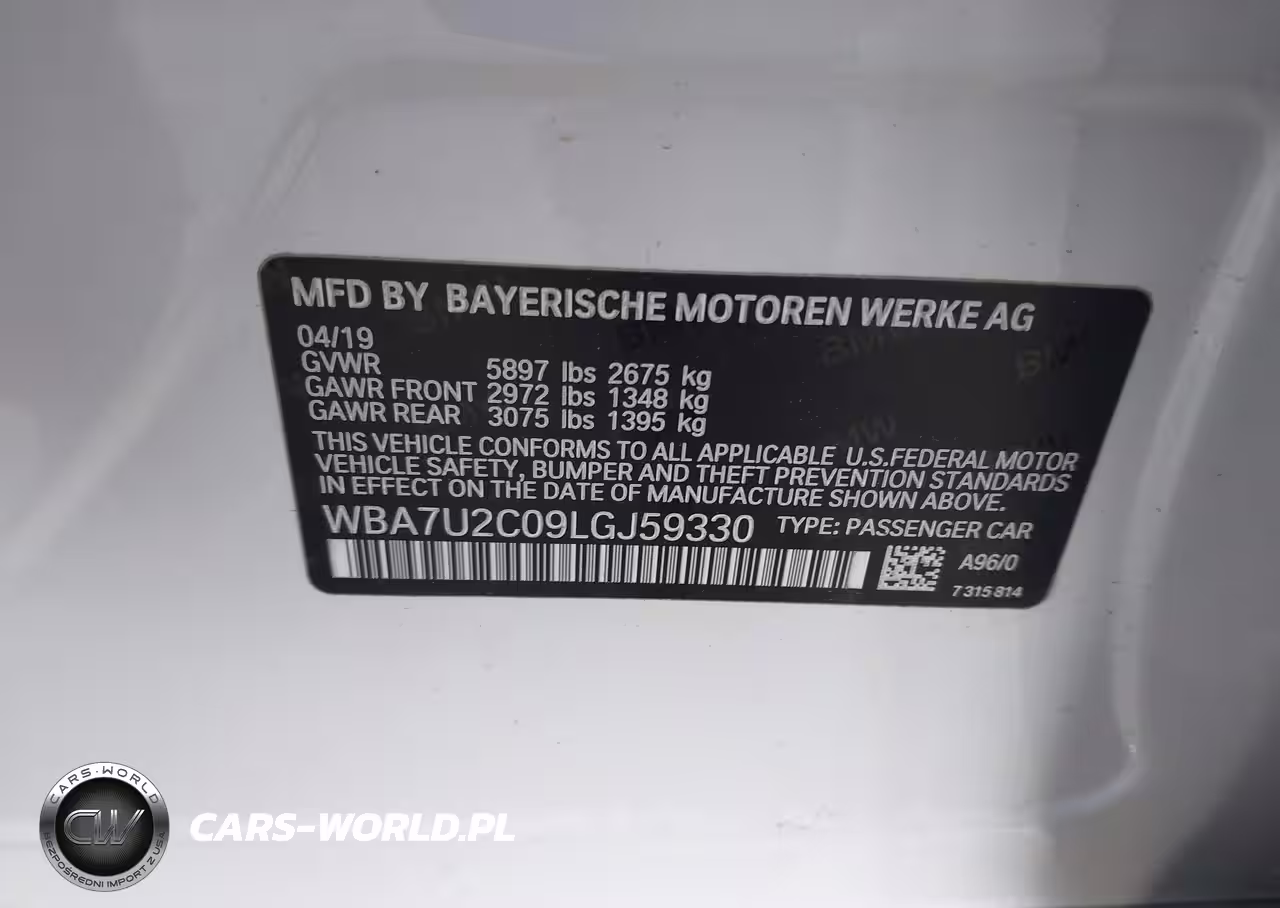 MFD BY BAYERISCHE MOTOREN WERKE AG
04/19
GVWR 5897 lbs 2675 kg
GAWR FRONT 2972 lbs 1348 kg
GAWR REAR 3075 lbs 1395 kg
THIS VEHICLE CONFORMS TO ALL APPLICABLE U.S.FEDERAL MOTOR
VEHICLE SAFETY, BUMPER AND THEFT PREVENTION STANDARDS
IN EFFECT ON THE DATE OF MANUFACTURE SHOWN ABOVE.
WBA7U2C09LGJ59330 TYPE: PASSENGER CAR
A96/0
7 315 814
CARS-WORLD
CW
BEZPOŚREDNI IMPORT Z USA
CARS-WORLD.PL